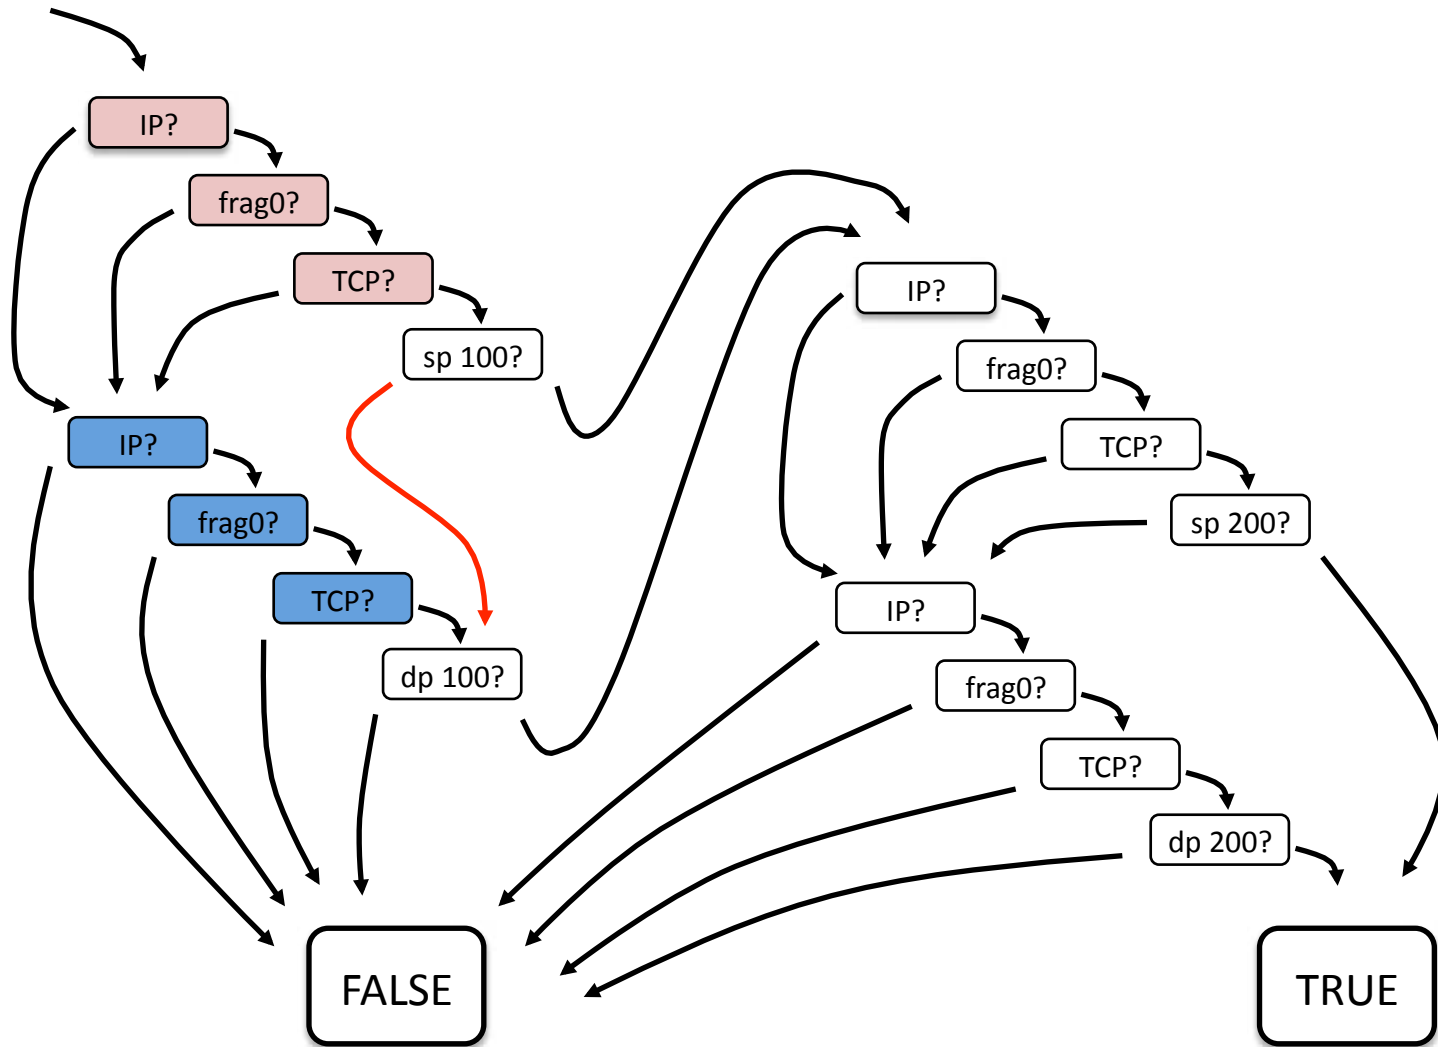 IP?
frag0?
TCP?
sp 100?
IP?
frag0?
TCP?
dp 100?
IP?
frag0?
TCP?
sp 200?
IP?
frag0?
TCP?
dp 200?
FALSE
TRUE